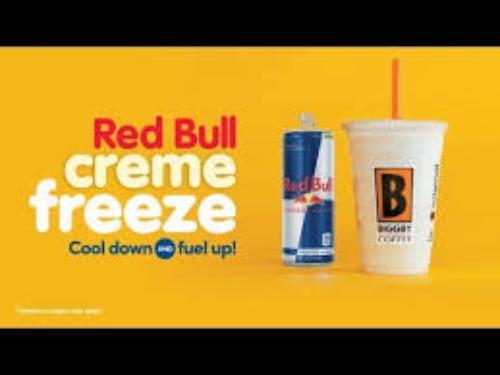 Red Bull
creme
freeze
Cool down AND fuel up!
Red Bull
B
BIGGBY
COFFEE